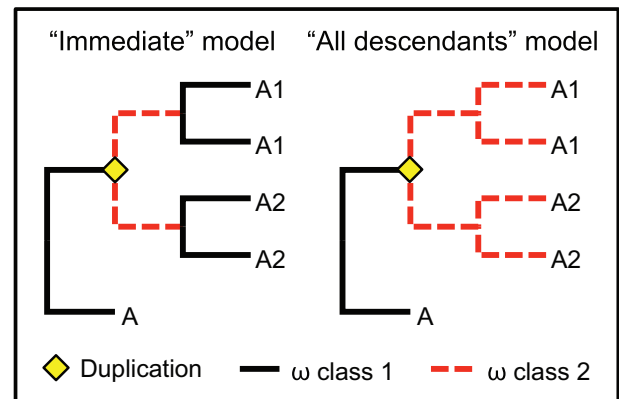 “Immediate” model “All descendants” model
A1 A1
A1 A1
A2 A2
A2 A2
A A
Duplication ω class 1 ω class 2